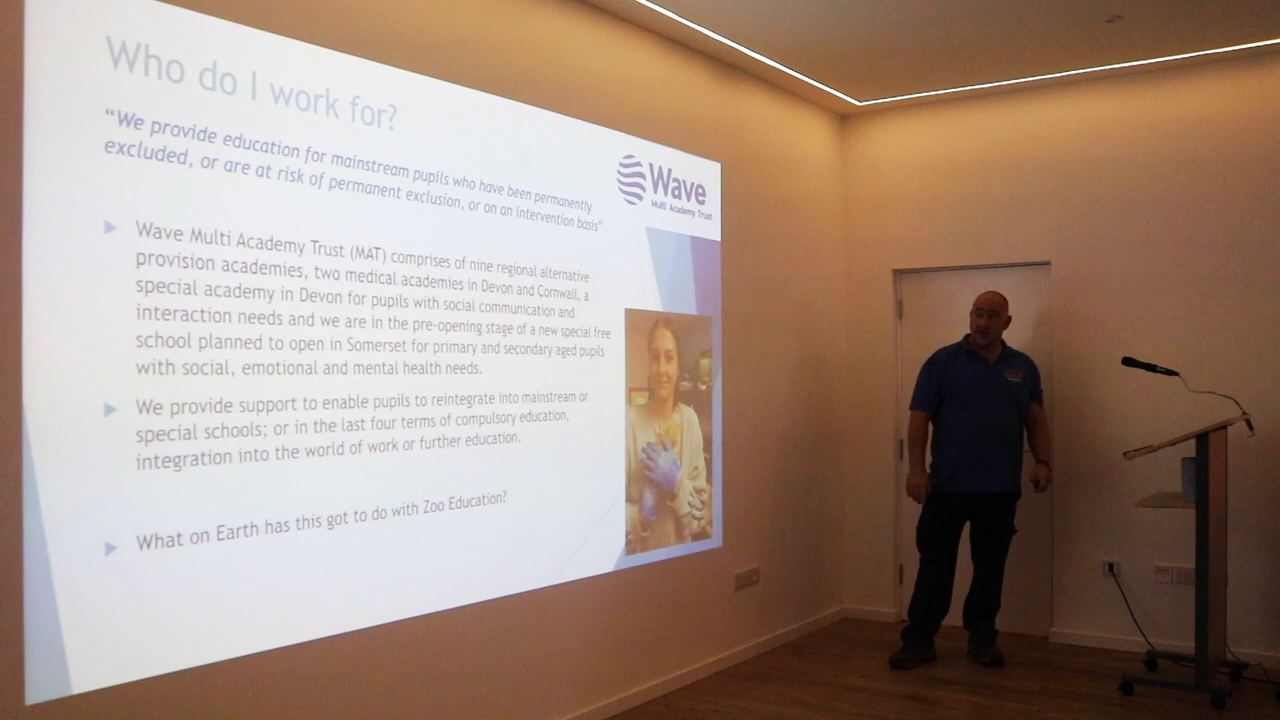 Who do I work for?
“We provide education for mainstream pupils who have been permanently
excluded, or are at risk of permanent exclusion, or on an intervention basis”
Wave
Multi Academy Trust
Wave Multi Academy Trust (MAT) comprises of nine regional alternative
provision academies, two medical academies in Devon and Cornwall, a
special academy in Devon for pupils with social communication and
interaction needs and we are in the pre-opening stage of a new special free
school planned to open in Somerset for primary and secondary aged pupils
with social, emotional and mental health needs.
We provide support to enable pupils to reintegrate into mainstream or
special schools; or in the last four terms of compulsory education,
integration into the world of work or further education.
What on Earth has this got to do with Zoo Education?